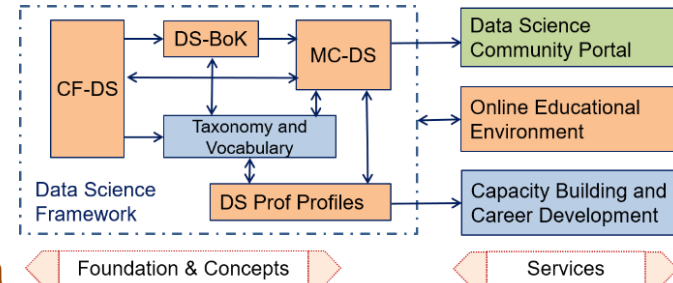 DS-BoK
MC-DS
CF-DS
Taxonomy and
Vocabulary
DS Prof Profiles
Data Science
Framework
Data Science
Community Portal
Online Educational
Environment
Capacity Building and
Career Development
Foundation & Concepts
Services